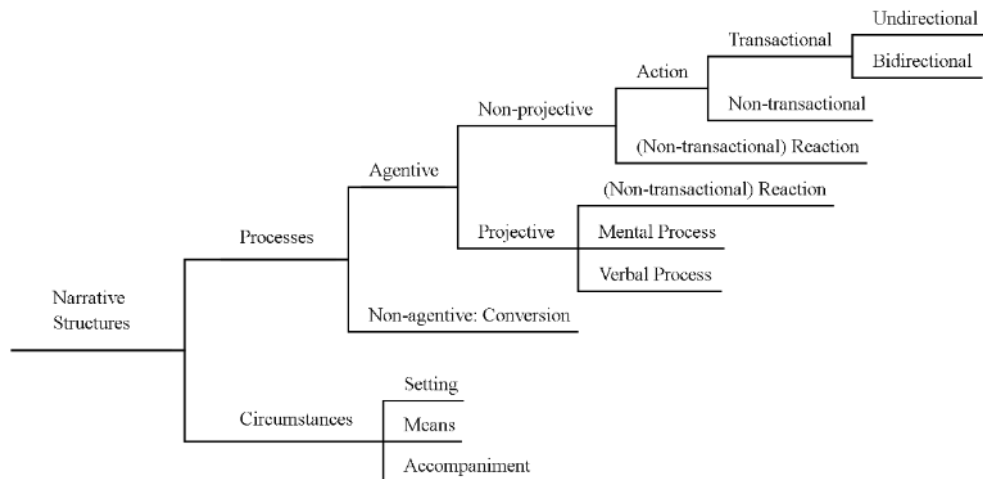 Undirectional
Transactional
Bidirectional
Action
Non-projective
Non-transactional
(Non-transactional) Reaction
Agentive
(Non-transactional) Reaction
Projective
Mental Process
Processes
Verbal Process
Narrative
Structures
Non-agentive: Conversion
Setting
Circumstances
Means
Accompaniment